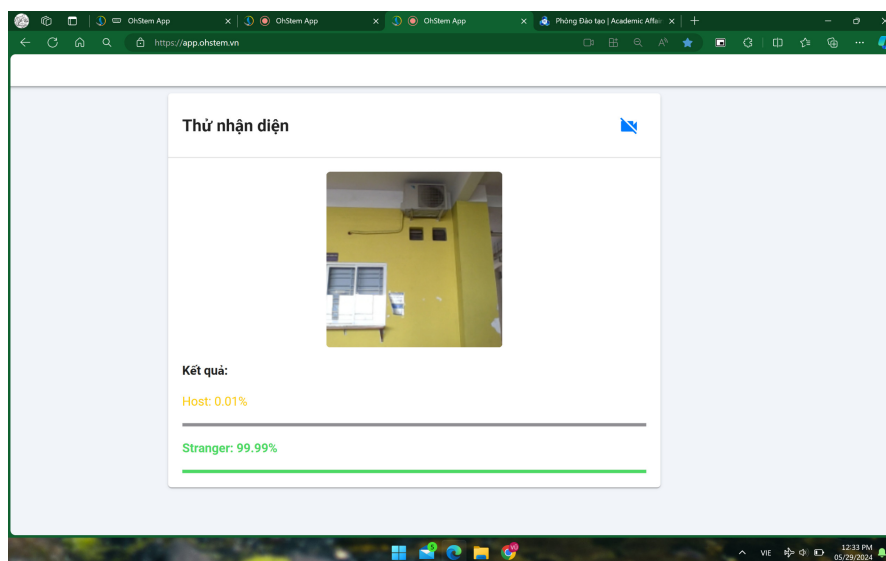 OhStem App
OhStem App
OhStem App
Phòng Đào tạo | Academic Affair
https://app.ohstem.vn
Thử nhận diện
Kết quả:
Host: 0.01%
Stranger: 99.99%
VIE
12:33 PM
05/29/2024